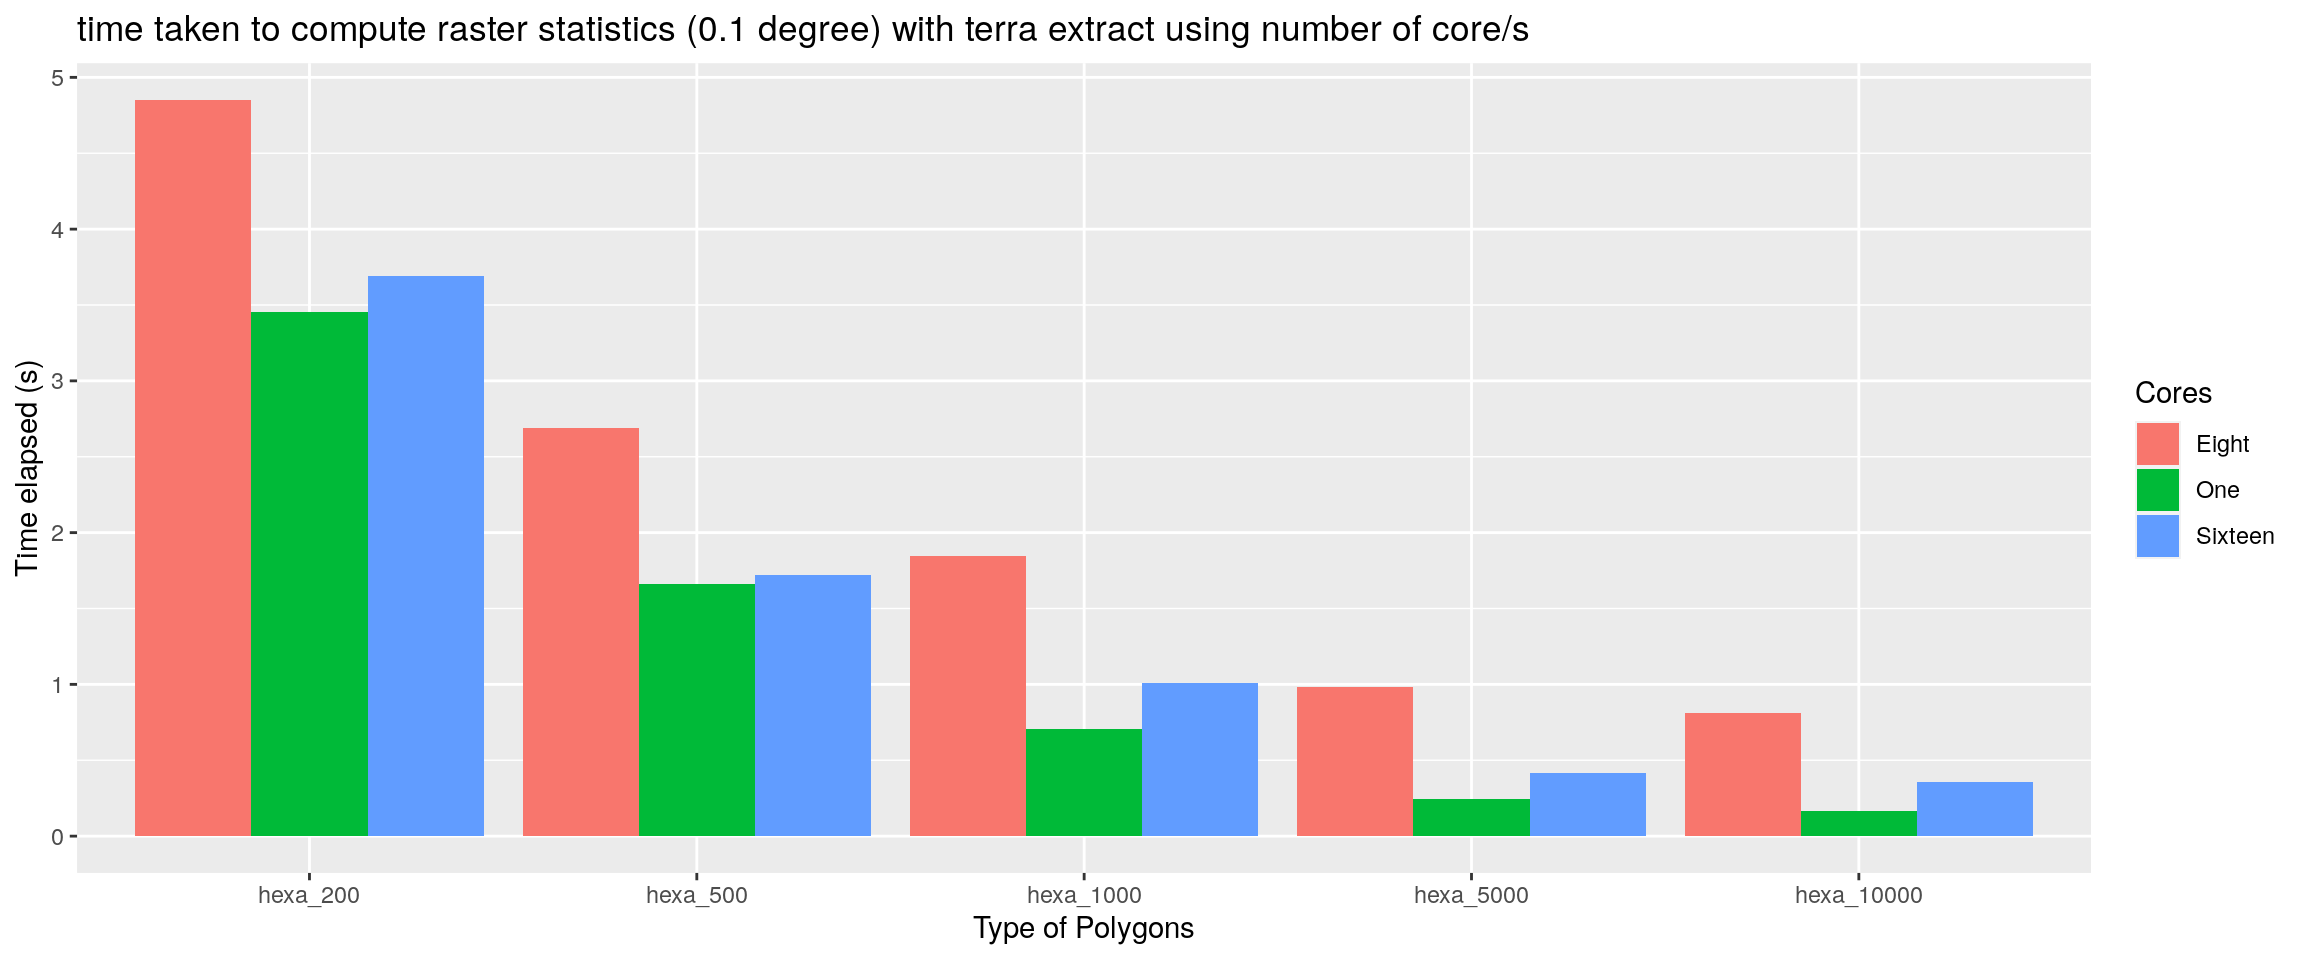 time taken to compute raster statistics (0.1 degree) with terra extract using number of core/s
5
4
3
2
1
0
Time elapsed (s)
hexa_200
hexa_500
hexa_1000
hexa_5000
hexa_10000
Type of Polygons
Cores
Eight
One
Sixteen